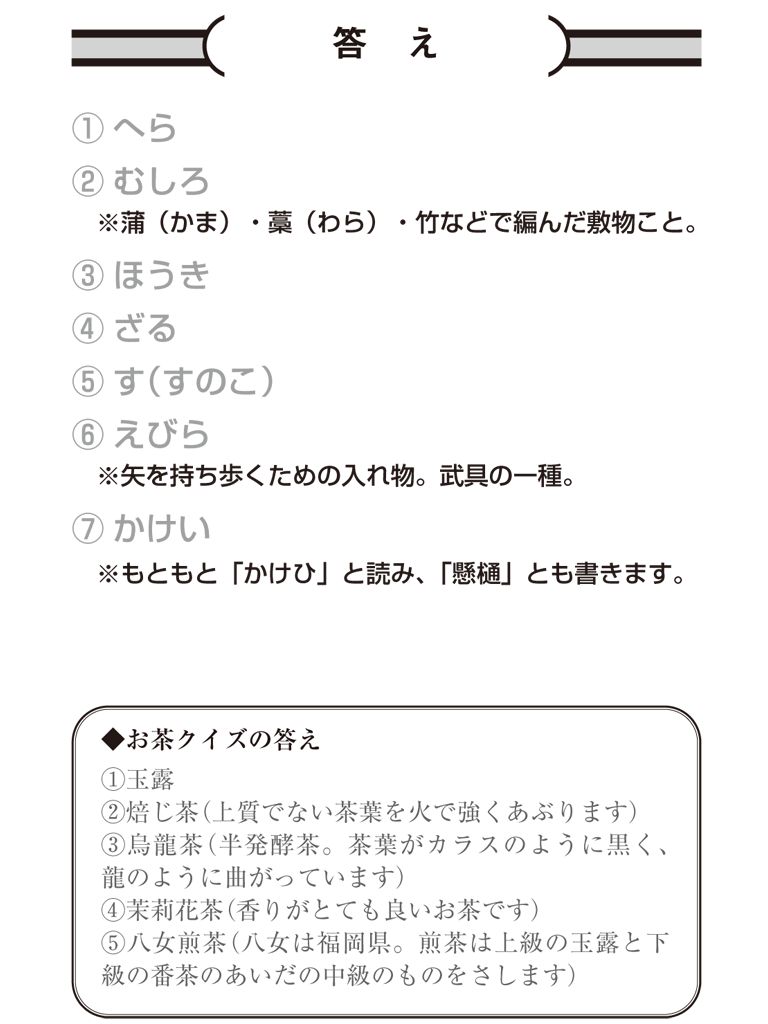 答 え
① へら
② むしろ
※蒲（かま）・藁（わら）・竹などで編んだ敷物こと。
③ ほうき
④ ざる
⑤ す（すのこ）
⑥ えびら
※矢を持ち歩くための入れ物。武具の一種。
⑦ かけい
※もともと「かけひ」と読み、「懸樋」とも書きます。
◆お茶クイズの答え
①玉露
②焙じ茶（上質でない茶葉を火で強くあぶります）
③烏龍茶（半発酵茶。茶葉がカラスのように黒く、
龍のように曲がっています）
④茉莉花茶（香りがとても良いお茶です）
⑤八女煎茶（八女は福岡県。煎茶は上級の玉露と下
級の番茶のあいだの中級のものをさします）